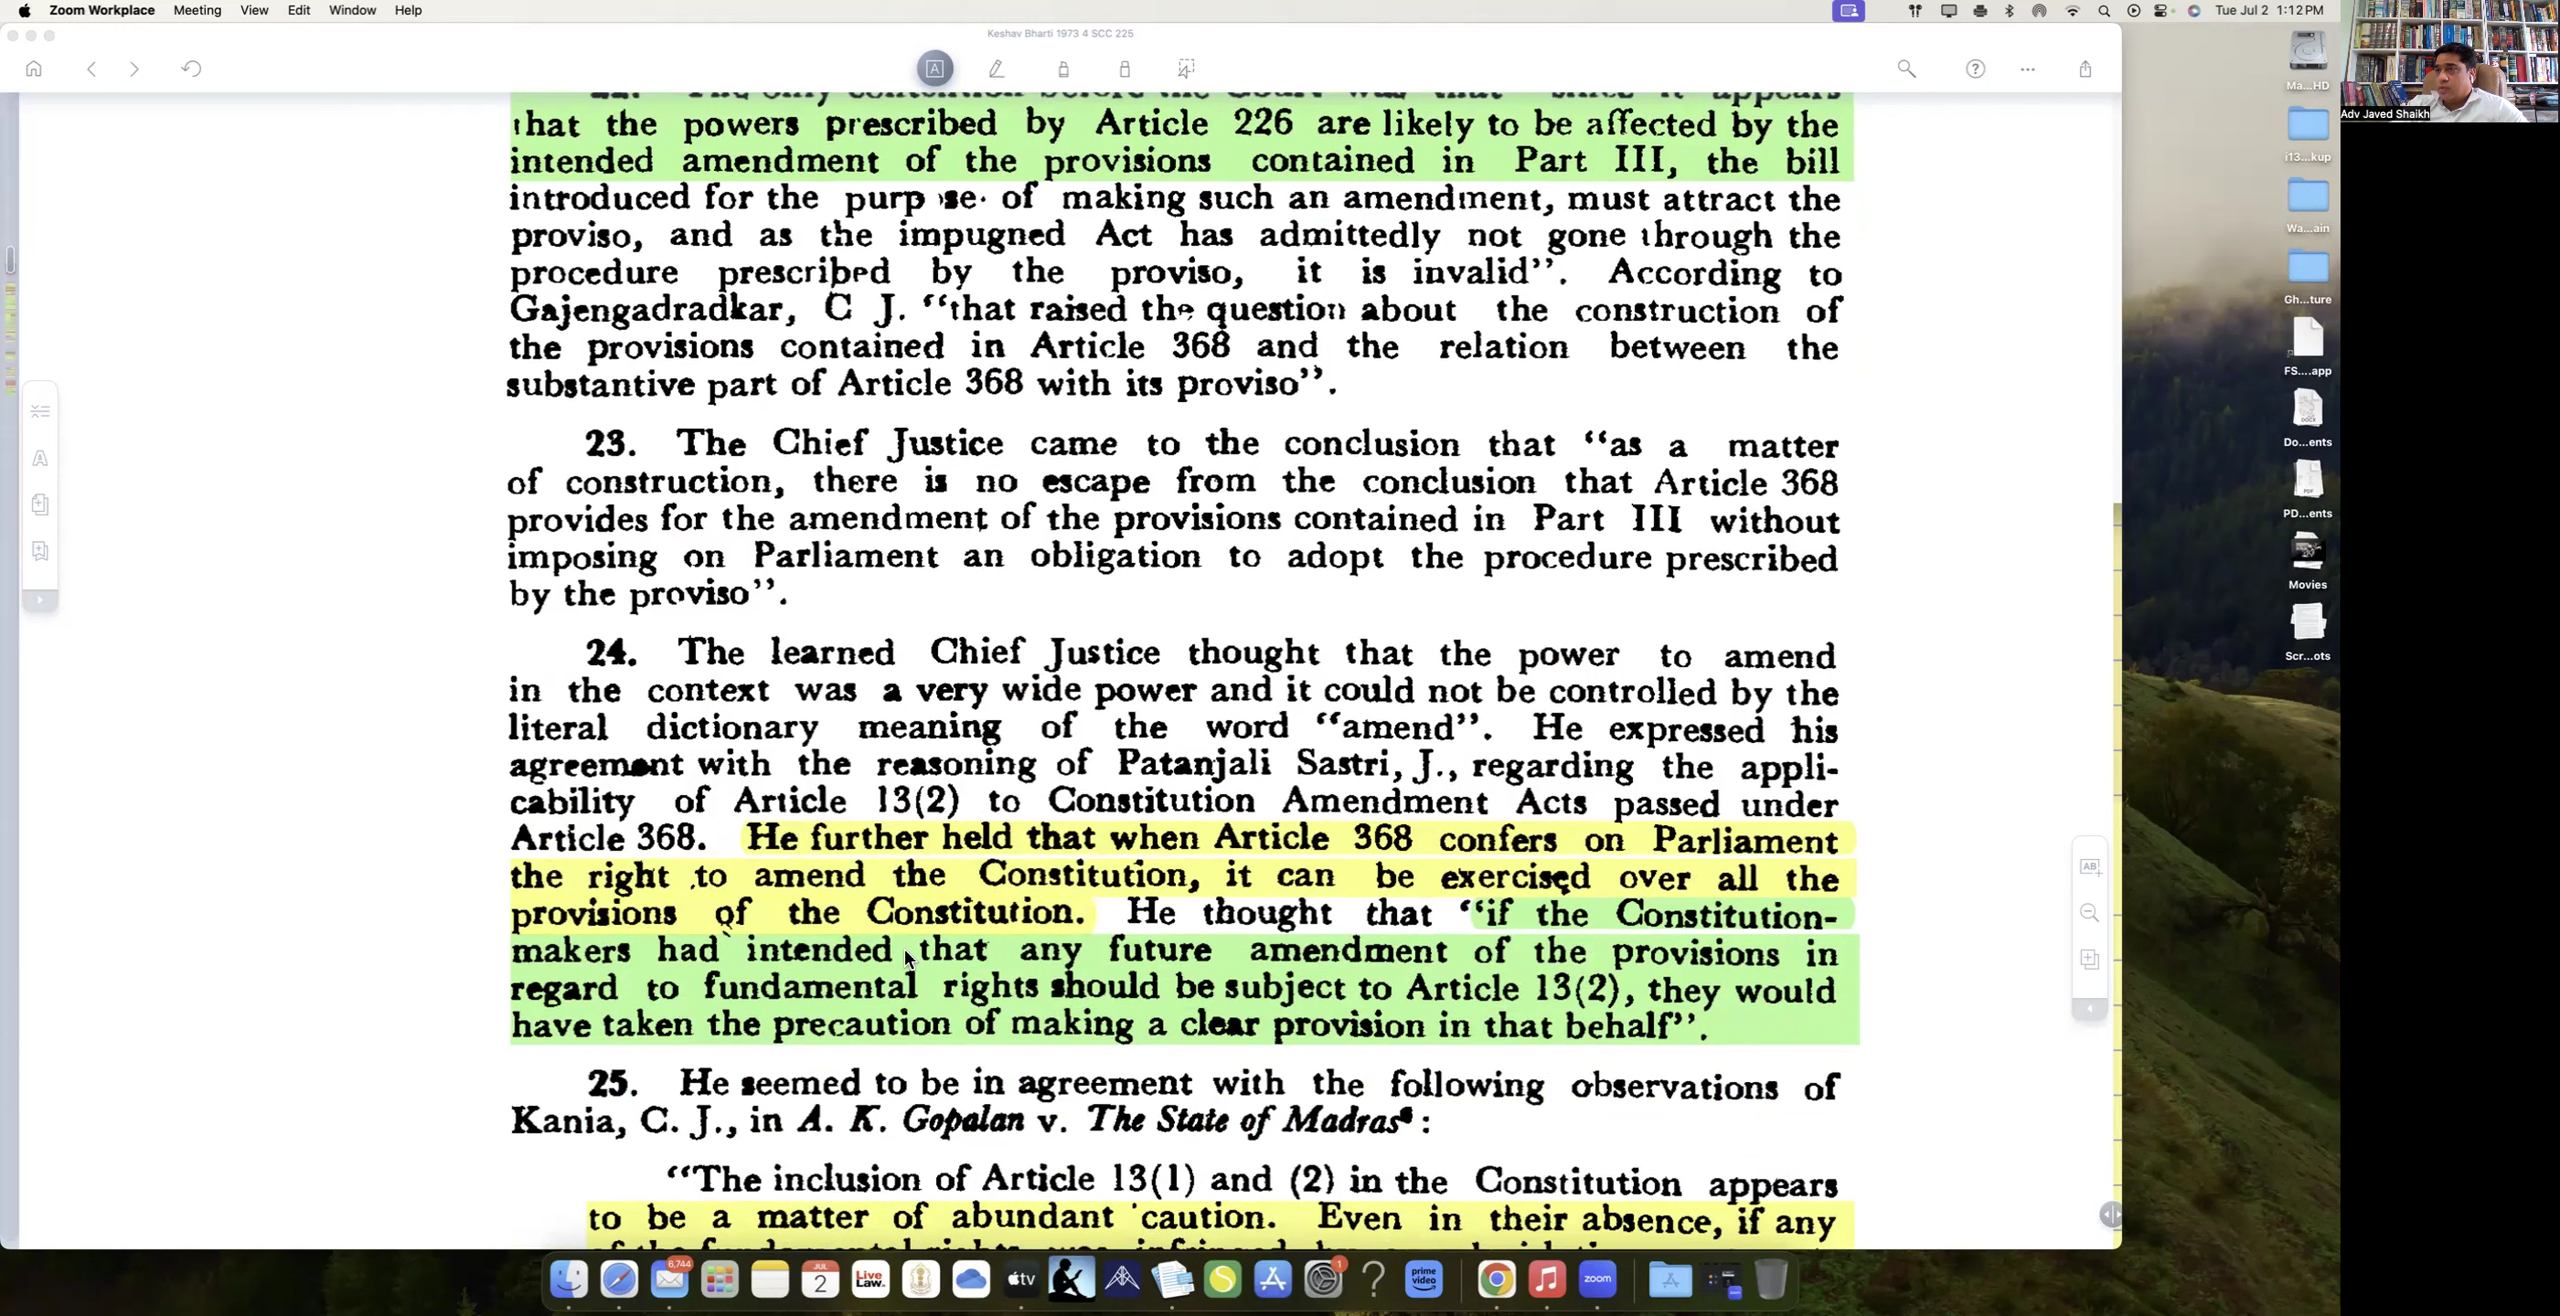 Zoom Workplace Meeting View Edit Window Help
Tue Jul 2 1:12 PM
Keshav Bharti 1973 4 SCC 225
that the powers prescribed by Article 226 are likely to be affected by the
intended amendment of the provisions contained in Part III, the bill
introduced for the purp se of making such an amendment, must attract the
proviso, and as the impugned Act has admittedly not gone through the
procedure prescribed by the proviso, it is invalid”. According to
Gajengadradkar, C J. “that raised the question about the construction of
the provisions contained in Article 368 and the relation between the
substantive part of Article 368 with its proviso”.
23. The Chief Justice came to the conclusion that “as a matter
of construction, there is no escape from the conclusion that Article 368
provides for the amendment of the provisions contained in Part III without
imposing on Parliament an obligation to adopt the procedure prescribed
by the proviso”.
24. The learned Chief Justice thought that the power to amend
in the context was a very wide power and it could not be controlled by the
literal dictionary meaning of the word “amend”. He expressed his
agreement with the reasoning of Patanjali Sastri, J., regarding the appli-
cability of Article 13(2) to Constitution Amendment Acts passed under
Article 368. He further held that when Article 368 confers on Parliament
the right to amend the Constitution, it can be exercised over all the
provisions of the Constitution. He thought that “if the Constitution-
makers had intended that any future amendment of the provisions in
regard to fundamental rights should be subject to Article 13(2), they would
have taken the precaution of making a clear provision in that behalf”.
25. He seemed to be in agreement with the following observations of
Kania, C. J., in A. K. Gopalan v. The State of Madras :
“The inclusion of Article 13(1) and (2) in the Constitution appears
to be a matter of abundant caution. Even in their absence, if any
Adv Javed Shaikh
Ma...HD
i13...kup
Wa...ain
Gh...ture
FS....app
DOCX
Do...ents
PDF
PD...ents
Movies
Scr...ots
A
A
AB
6,744
JUL
2
Live Law
tv
S
1
?
prime video
zoom